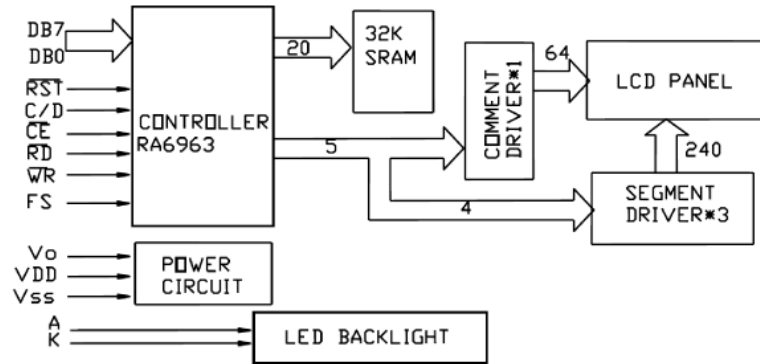 DB7
DB0
RST
C/D
CE
RD
WR
FS
CONTROLLER
RA6963
20
32K
SRAM
5
4
COMMENT
DRIVER*1
64
LCD PANEL
240
SEGMENT
DRIVER*3
Vo
VDD
Vss
POWER
CIRCUIT
A
K
LED BACKLIGHT